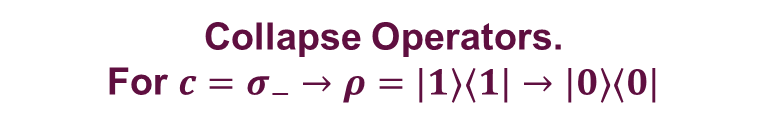 Collapse Operators.
For 𝒄 = 𝝈₋ → 𝝆 = |𝟏⟩⟨𝟏| → |𝟎⟩⟨𝟎|